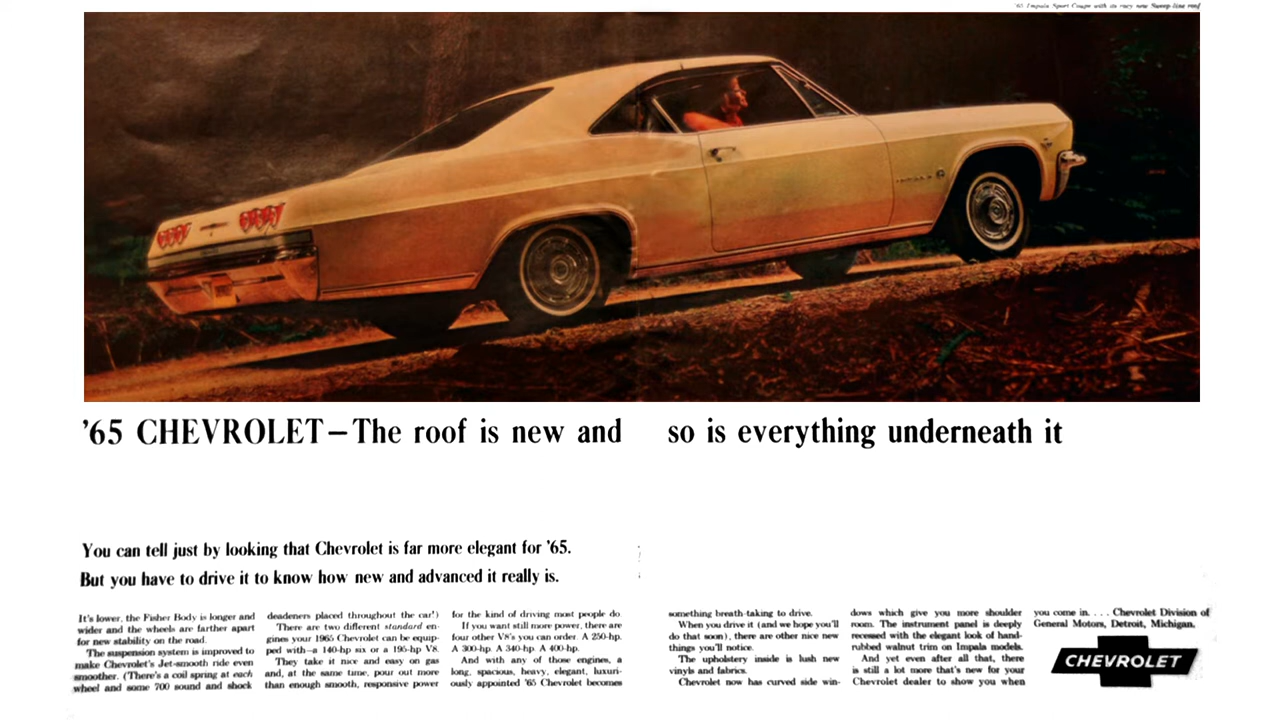 '65 Impala Sport Coupe with its racy new Sweep-line roof
'65 CHEVROLET—The roof is new and so is everything underneath it
You can tell just by looking that Chevrolet is far more elegant for '65.
But you have to drive it to know how new and advanced it really is.
It's lower, the Fisher Body is longer and
wider and the wheels are farther apart
for new stability on the road.
The suspension system is improved to
make Chevrolet's Jet-smooth ride even
smoother. (There's a coil spring at each
wheel and some 700 sound and shock
deadeners placed throughout the car!)
There are two different standard en-
gines your 1965 Chevrolet can be equip-
ped with—a 140-hp six or a 195-hp V8.
They take it nice and easy on gas
and, at the same time, pour out more
than enough smooth, responsive power
for the kind of driving most people do.
If you want still more power, there are
four other V8's you can order. A 250-hp.
A 300-hp. A 340-hp. A 400-hp.
And with any of those engines, a
long, spacious, heavy, elegant, luxuri-
ously appointed '65 Chevrolet becomes
something breath-taking to drive.
When you drive it (and we hope you'll
do that soon), there are other nice new
things you'll notice.
The upholstery inside is lush new
vinyls and fabrics.
Chevrolet now has curved side win-
dows which give you more shoulder
room. The instrument panel is deeply
recessed with the elegant look of hand-
rubbed walnut trim on Impala models.
And yet even after all that, there
is still a lot more that's new for your
Chevrolet dealer to show you when
you come in. . . . Chevrolet Division of
General Motors, Detroit, Michigan.
CHEVROLET